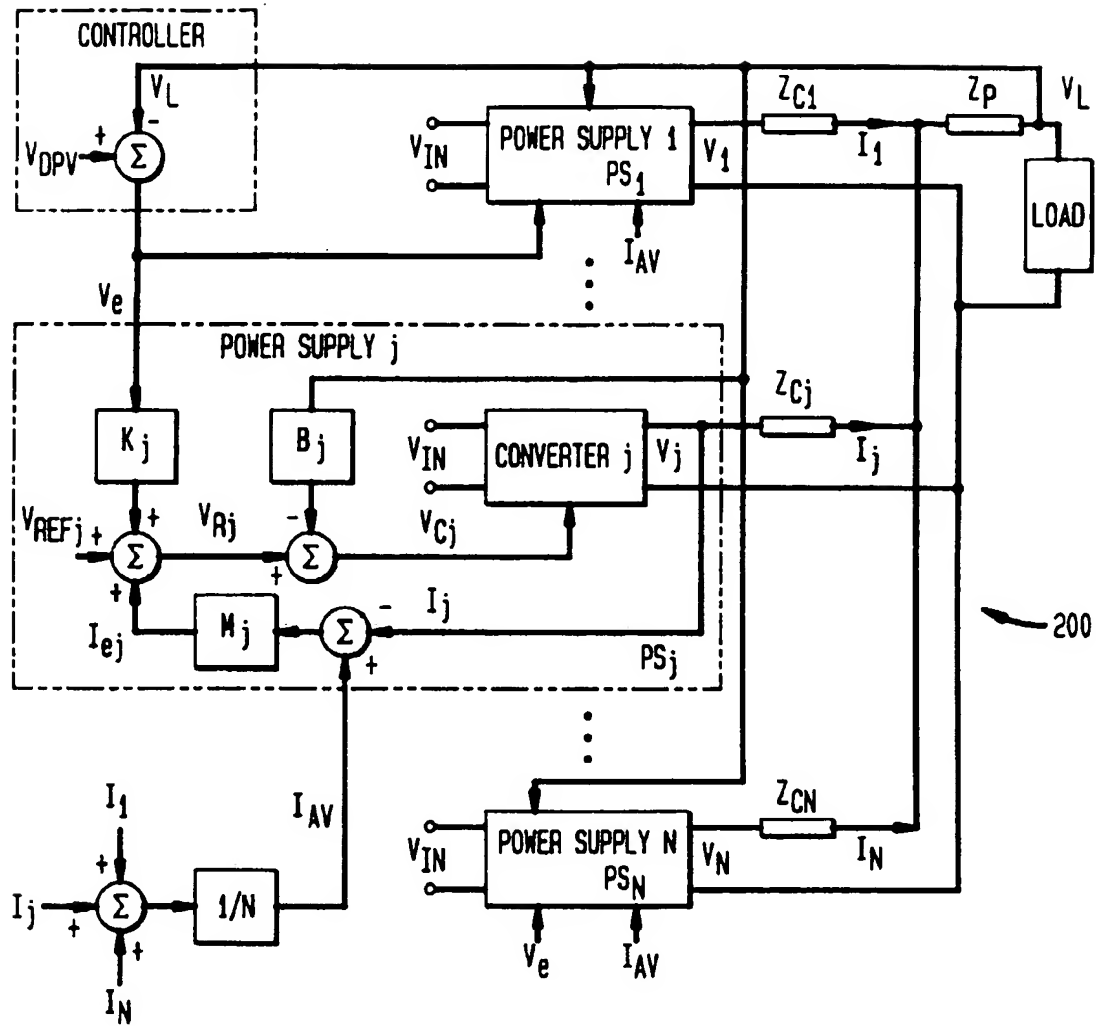 CONTROLLER
V_L
-
+
V_DPV
Σ
V_e
V_IN
POWER SUPPLY 1
PS_1
V_1
I_AV
Z_C1
I_1
Z_P
V_L
LOAD
POWER SUPPLY j
K_j
B_j
V_IN
CONVERTER j
V_j
Z_Cj
I_j
V_REFj
+
+
Σ
+
V_Rj
-
Σ
+
V_Cj
I_ej
M_j
Σ
-
+
I_j
PS_j
200
I_1
+
I_j
+
Σ
+
I_N
1/N
I_AV
V_IN
POWER SUPPLY N
PS_N
V_N
Z_CN
I_N
V_e
I_AV